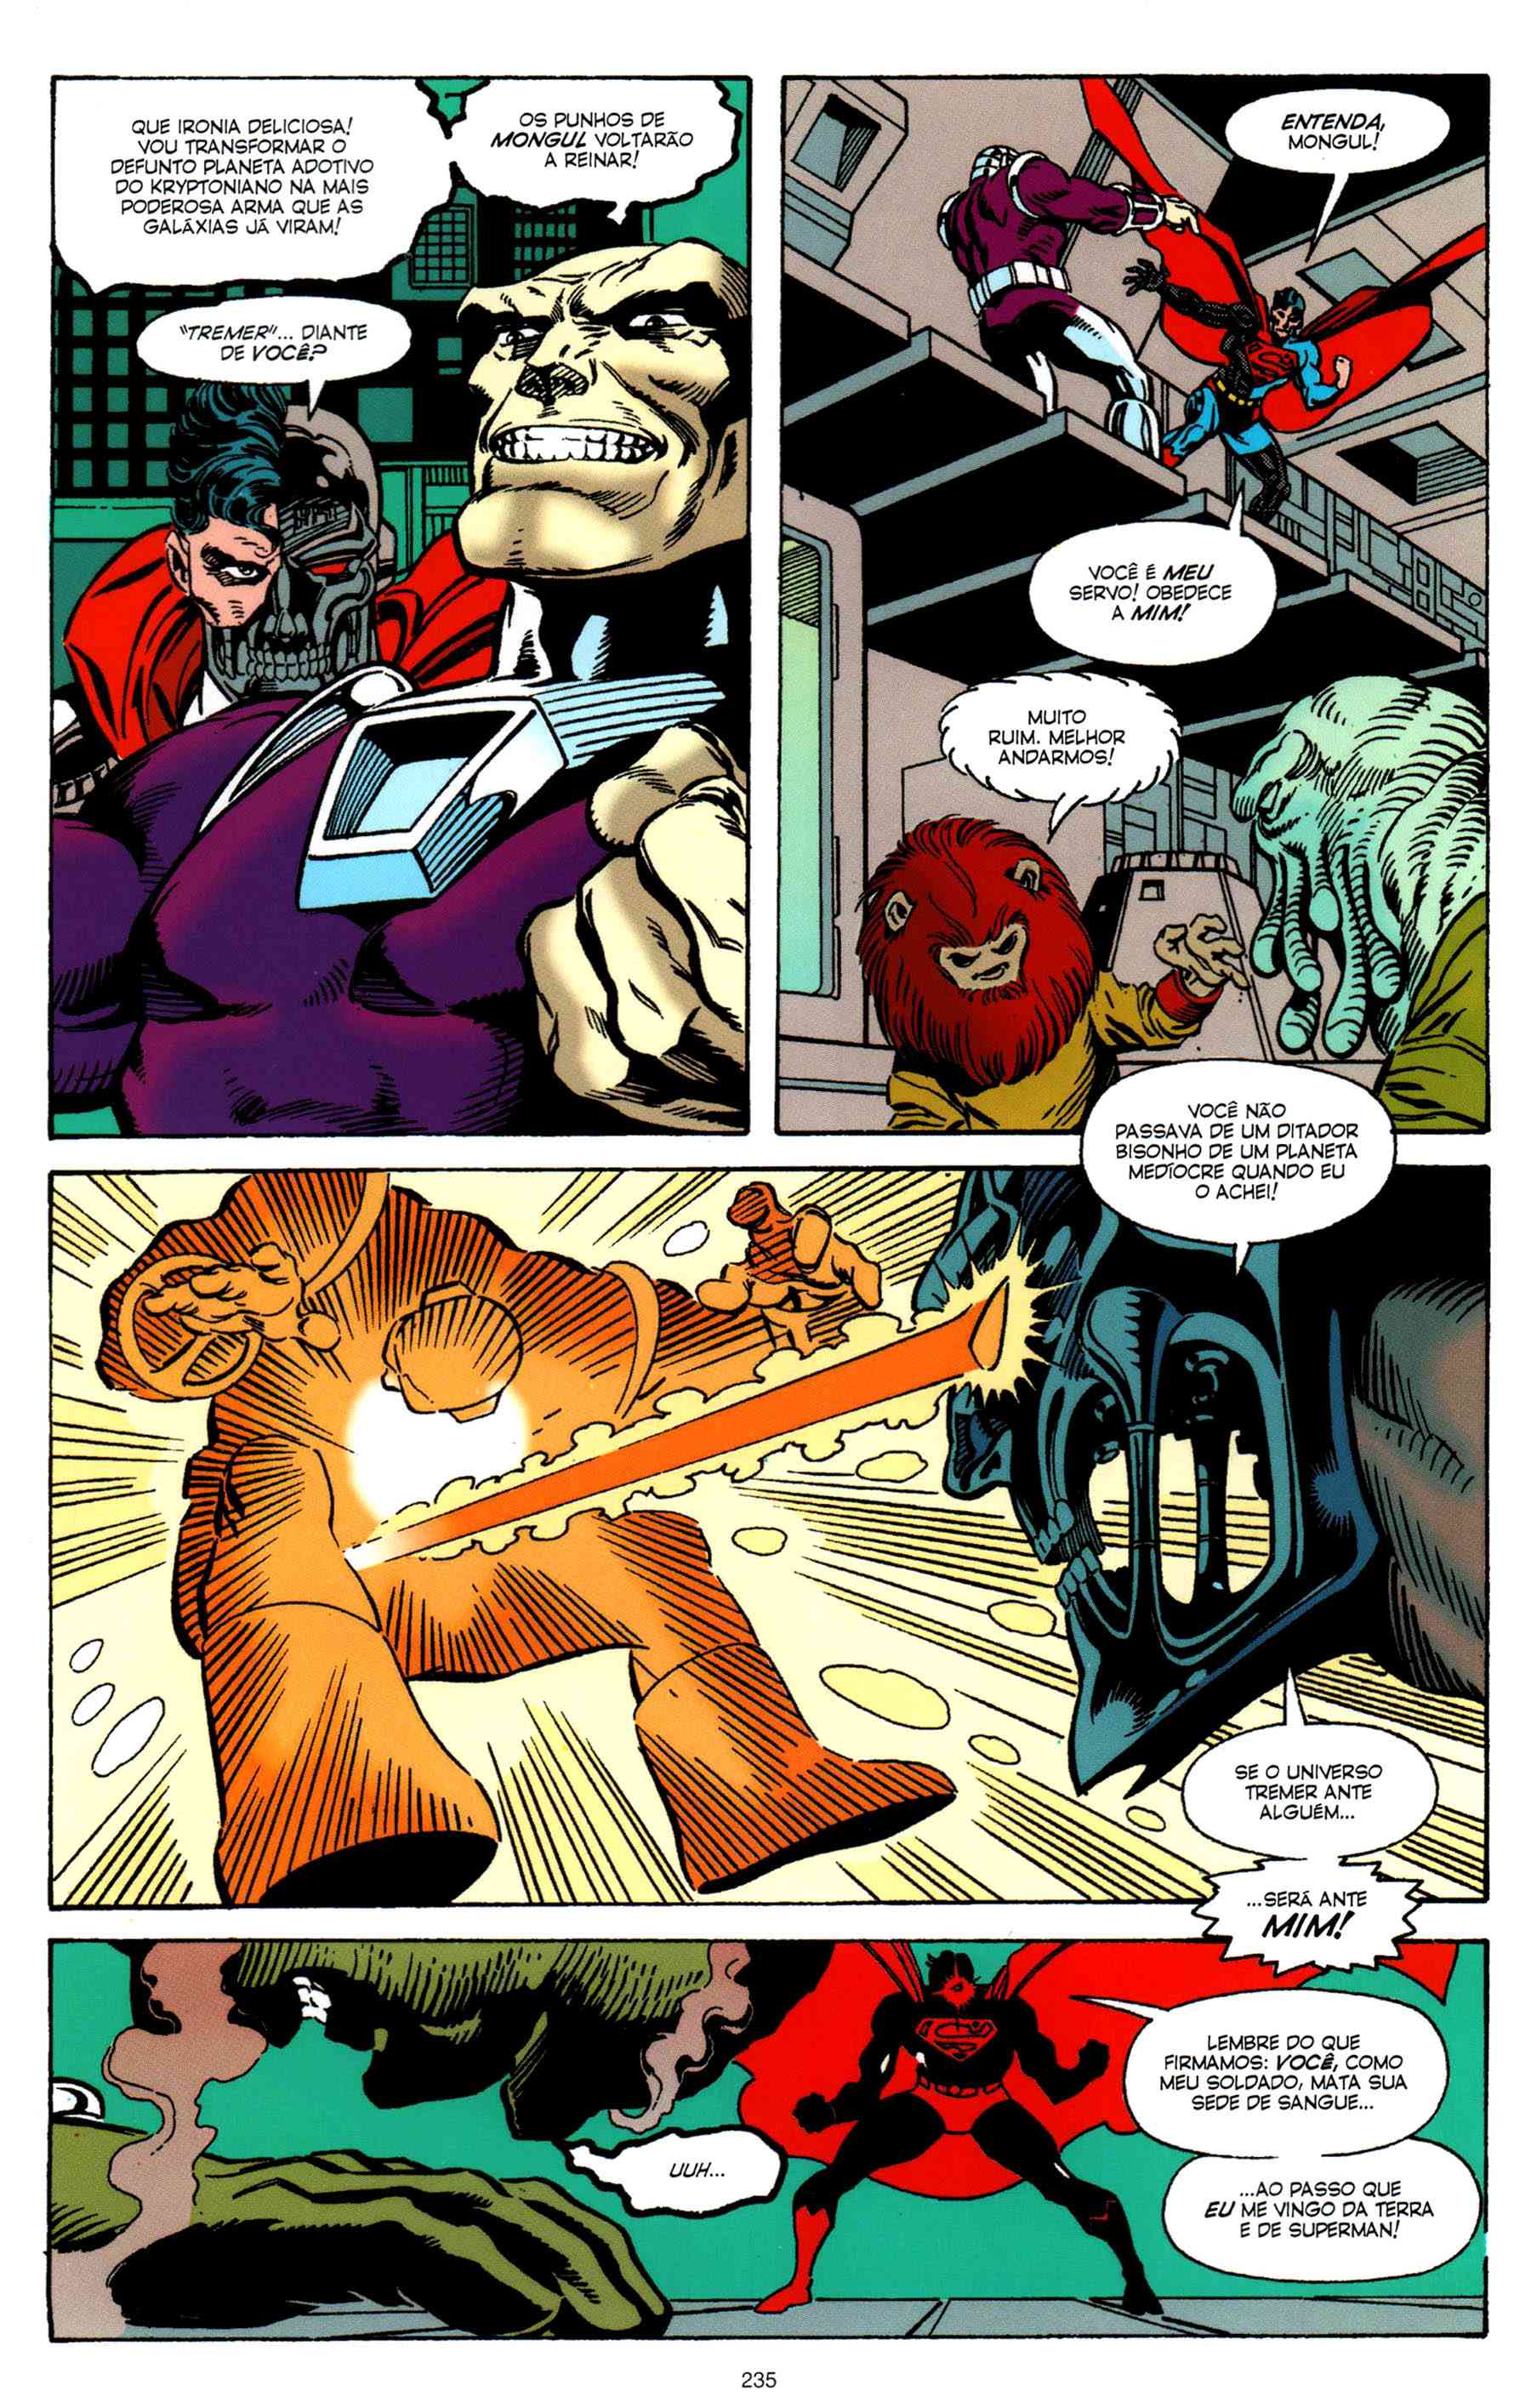 QUE IRONIA DELICIOSA!
VOU TRANSFORMAR O
DEFUNTO PLANETA ADOTIVO
DO KRYPTONIANO NA MAIS
PODEROSA ARMA QUE AS
GALÁXIAS JÁ VIRAM!
OS PUNHOS DE
MONGUL VOLTARÃO
A REINAR!
"TREMER"... DIANTE
DE VOCÊ?
ENTENDA,
MONGUL!
VOCÊ É MEU
SERVO! OBEDECE
A MIM!
MUITO
RUIM. MELHOR
ANDARMOS!
VOCÊ NÃO
PASSAVA DE UM DITADOR
BISONHO DE UM PLANETA
MEDÍOCRE QUANDO EU
O ACHEI!
SE O UNIVERSO
TREMER ANTE
ALGUÉM...
...SERÁ ANTE
MIM!
LEMBRE DO QUE
FIRMAMOS: VOCÊ, COMO
MEU SOLDADO, MATA SUA
SEDE DE SANGUE...
UUH...
...AO PASSO QUE
EU ME VINGO DA TERRA
E DE SUPERMAN!
235